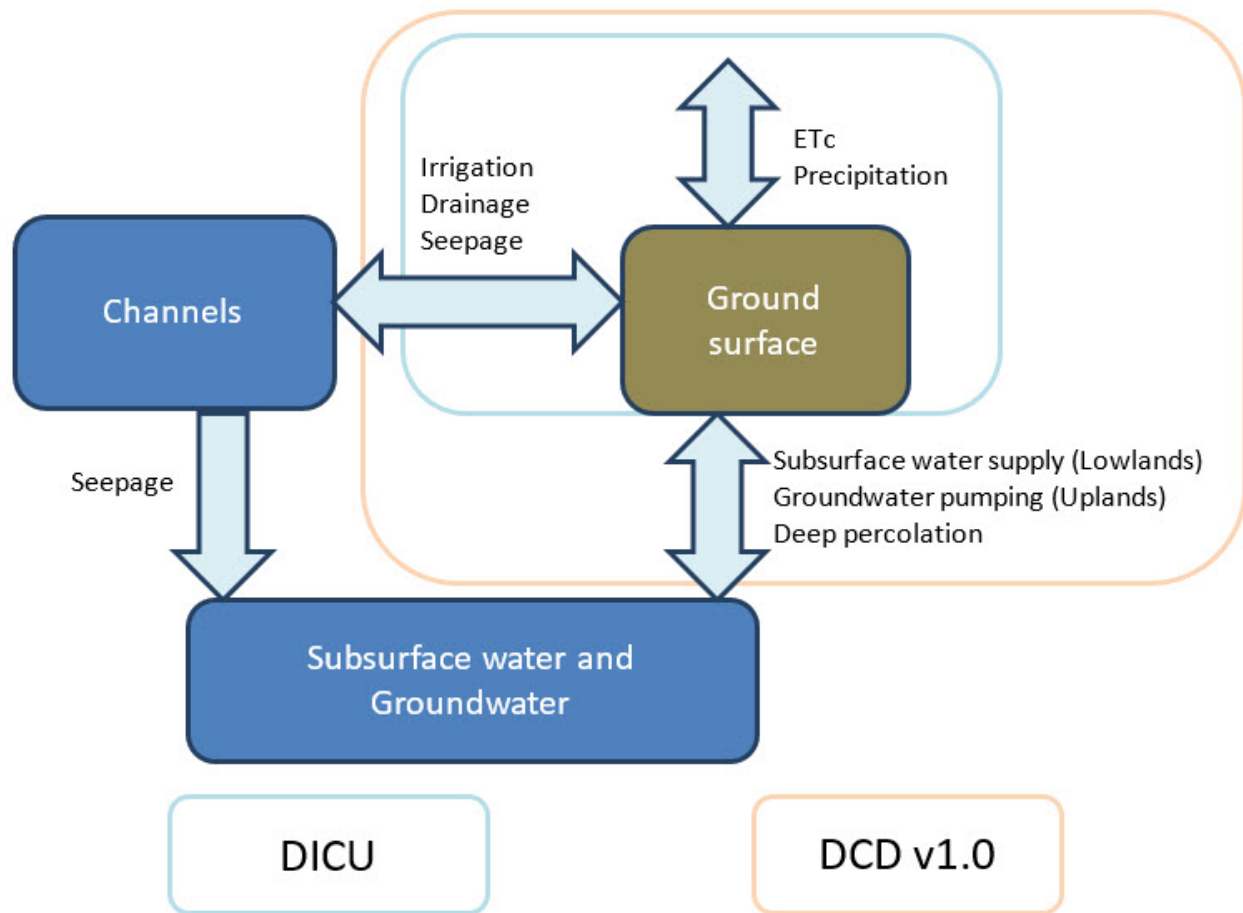 ETc
Precipitation
Irrigation
Drainage
Seepage
Channels
Ground
surface
Seepage
Subsurface water supply (Lowlands)
Groundwater pumping (Uplands)
Deep percolation
Subsurface water and
Groundwater
DICU
DCD v1.0